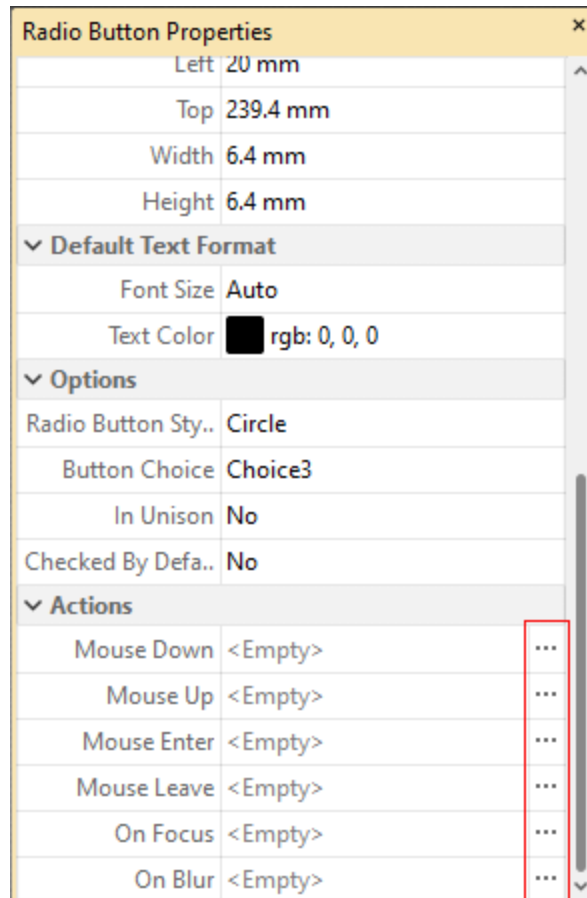 Radio Button Properties ×
Left 20 mm
Top 239.4 mm
Width 6.4 mm
Height 6.4 mm
Default Text Format
Font Size Auto
Text Color rgb: 0, 0, 0
Options
Radio Button Sty.. Circle
Button Choice Choice3
In Unison No
Checked By Defa.. No
Actions
Mouse Down <Empty> ...
Mouse Up <Empty> ...
Mouse Enter <Empty> ...
Mouse Leave <Empty> ...
On Focus <Empty> ...
On Blur <Empty> ...